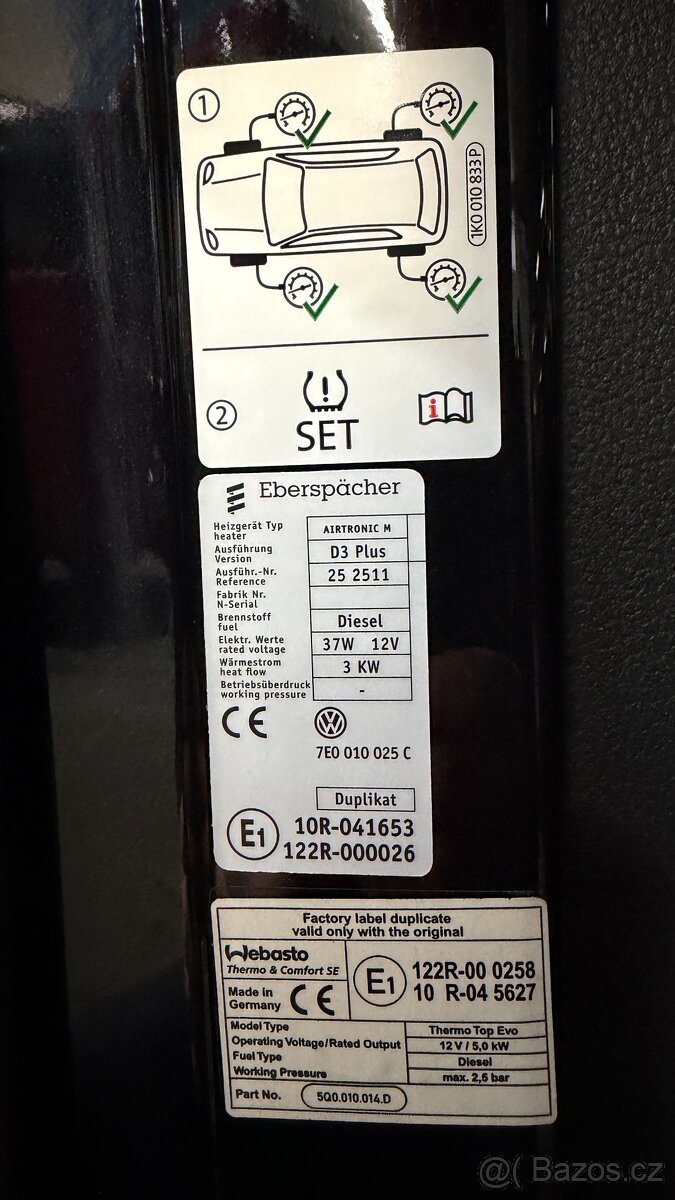 1
1K0 010 833 P
2
SET
i
Eberspächer
Heizgerät Typ
heater
AIRTRONIC M
Ausführung
Version
D3 Plus
Ausführ.-Nr.
Reference
25 2511
Fabrik Nr.
N-Serial
Brennstoff
fuel
Diesel
Elektr. Werte
rated voltage
37W 12V
Wärmestrom
heat flow
3 KW
Betriebsüberdruck
working pressure
-
CE
VW
7E0 010 025 C
Duplikat
E1
10R-041653
122R-000026
Factory label duplicate
valid only with the original
Webasto
Thermo & Comfort SE
Made in
Germany
CE
E1
122R-00 0258
10 R-04 5627
Model Type
Thermo Top Evo
Operating Voltage/Rated Output
12 V / 5,0 kW
Fuel Type
Diesel
Working Pressure
max. 2,5 bar
Part No.
5Q0.010.014.D
@( Bazos.cz